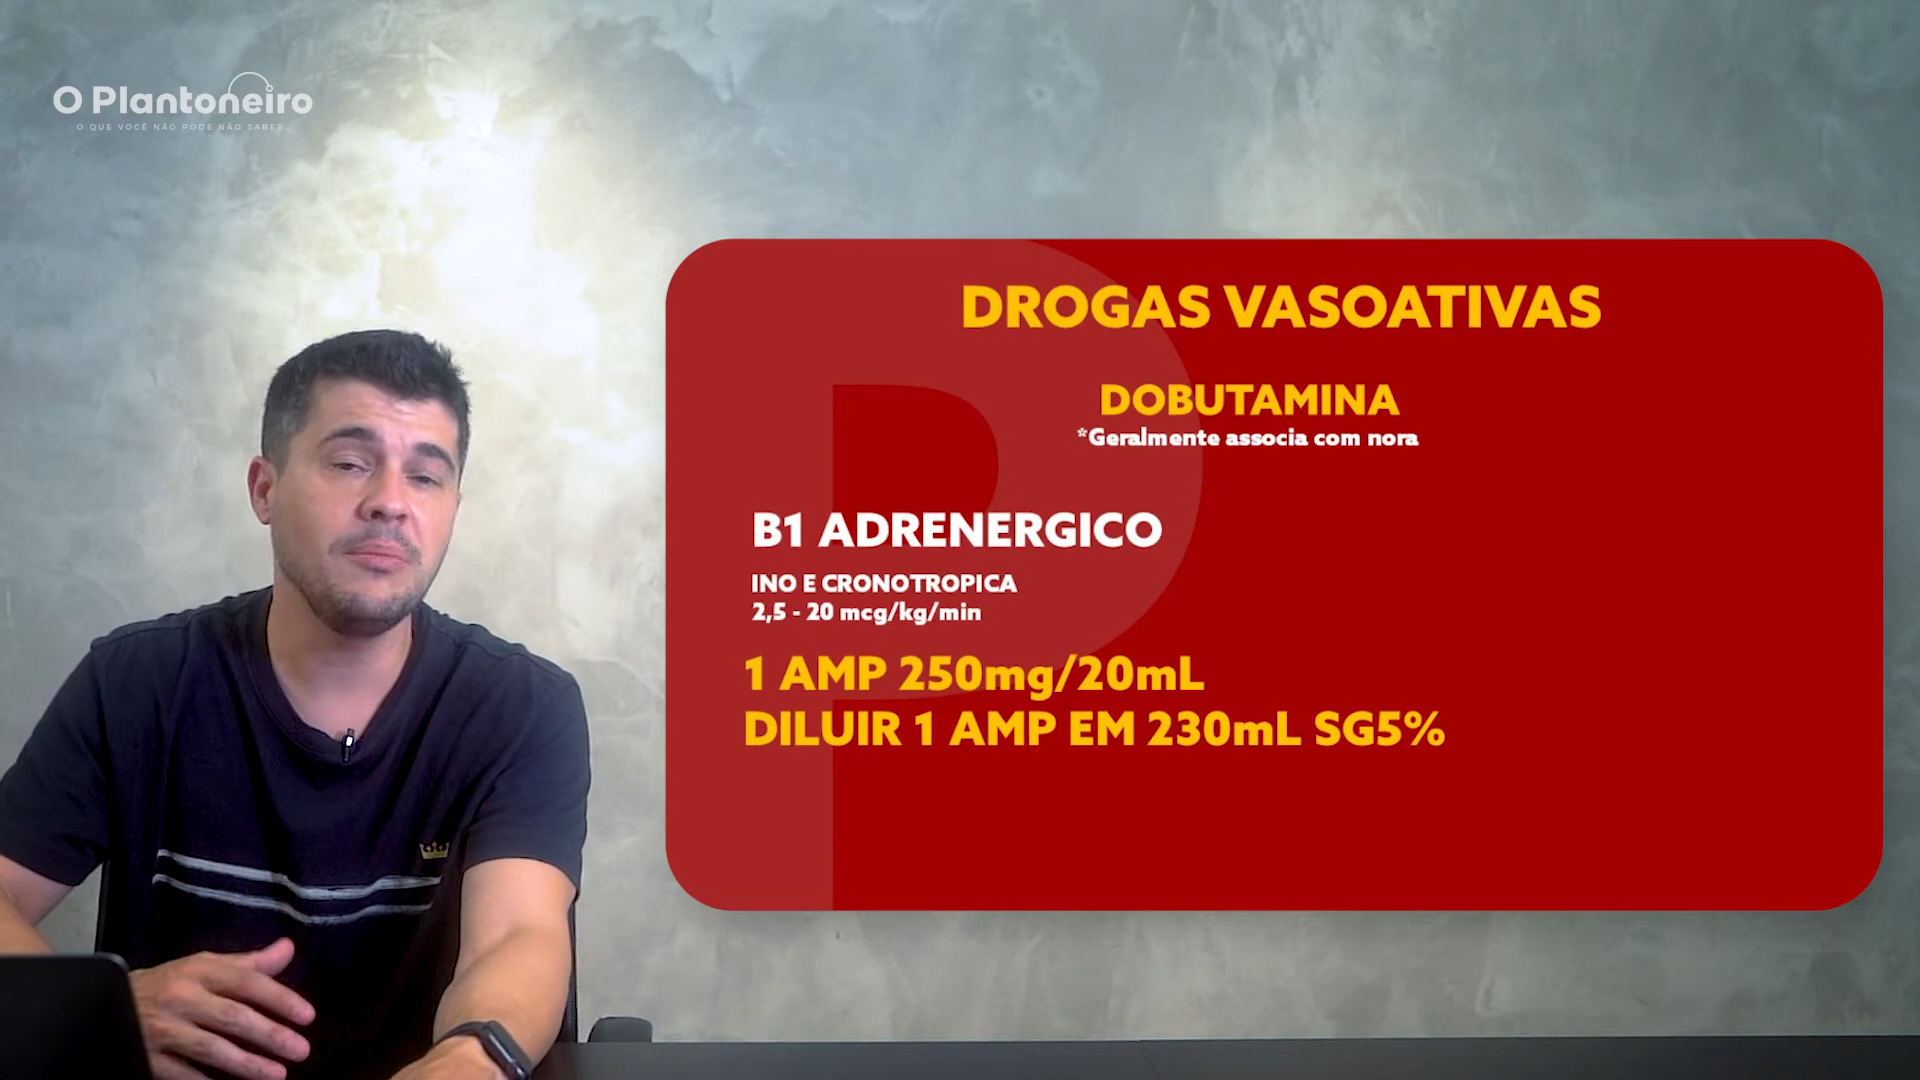 O Plantoneiro
O QUE VOCÊ NÃO PODE NÃO SABER...
DROGAS VASOATIVAS
DOBUTAMINA
*Geralmente associa com nora
B1 ADRENERGICO
INO E CRONOTROPICA
2,5 - 20 mcg/kg/min
1 AMP 250mg/20mL
DILUIR 1 AMP EM 230mL SG5%